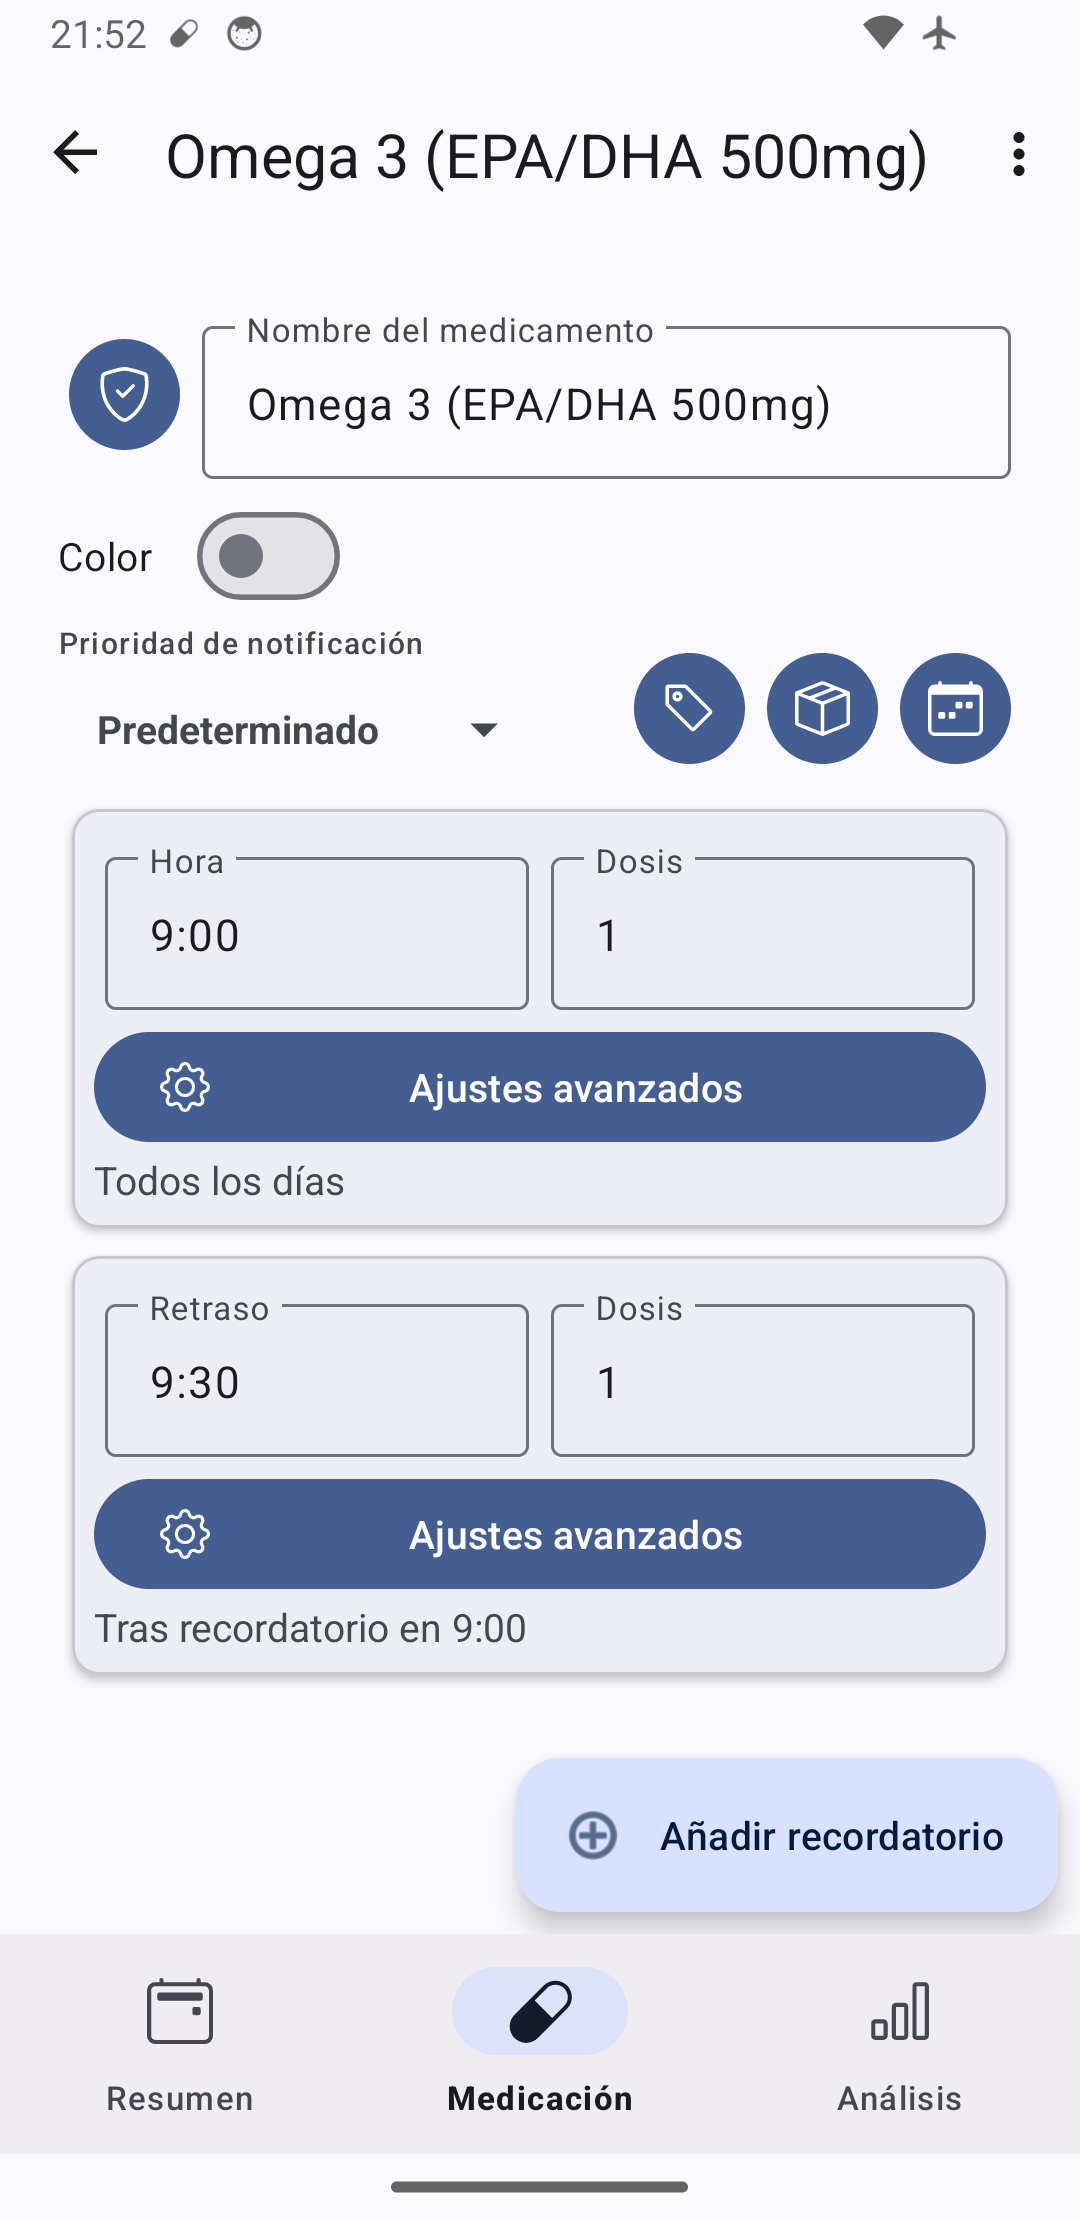 21:52
Omega 3 (EPA/DHA 500mg)
Nombre del medicamento
Omega 3 (EPA/DHA 500mg)
Color
Prioridad de notificación
Predeterminado
Hora
Dosis
9:00
1
Ajustes avanzados
Todos los días
Retraso
Dosis
9:30
1
Ajustes avanzados
Tras recordatorio en 9:00
Añadir recordatorio
Resumen
Medicación
Análisis